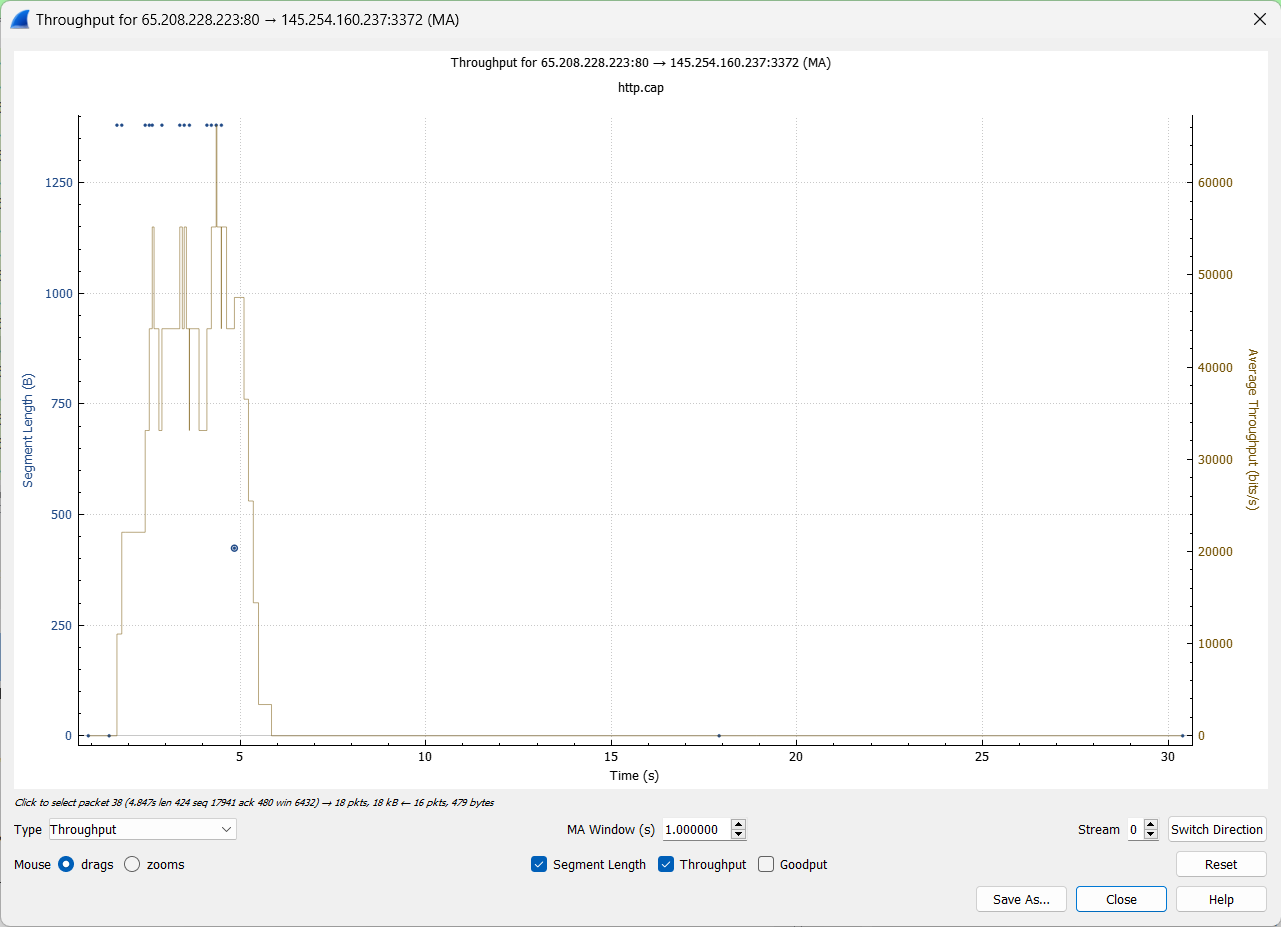 Throughput for 65.208.228.223:80 → 145.254.160.237:3372 (MA)
Throughput for 65.208.228.223:80 → 145.254.160.237:3372 (MA)
http.cap
1250
1000
750
500
250
0
Segment Length (B)
60000
50000
40000
30000
20000
10000
0
Average Throughput (bits/s)
5 10 15 20 25 30
Time (s)
Click to select packet 38 (4.847s len 424 seq 17941 ack 480 win 6432) → 18 pkts, 18 kB ← 16 pkts, 479 bytes
Type Throughput MA Window (s) 1.000000 Stream 0 Switch Direction
Mouse drags zooms Segment Length Throughput Goodput Reset
Save As... Close Help